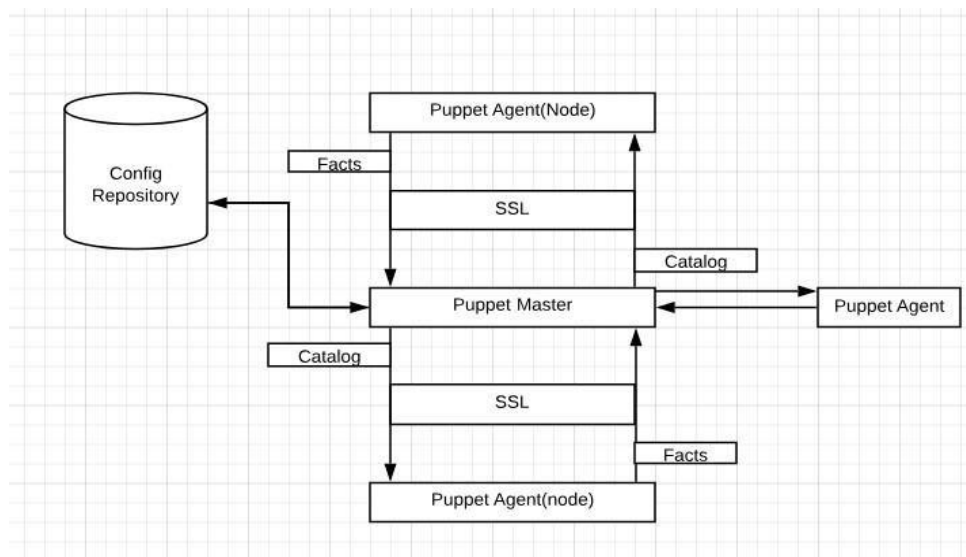 Puppet Agent(Node)
Facts
Config
Repository
SSL
Catalog
Puppet Master
Puppet Agent
Catalog
SSL
Facts
Puppet Agent(node)